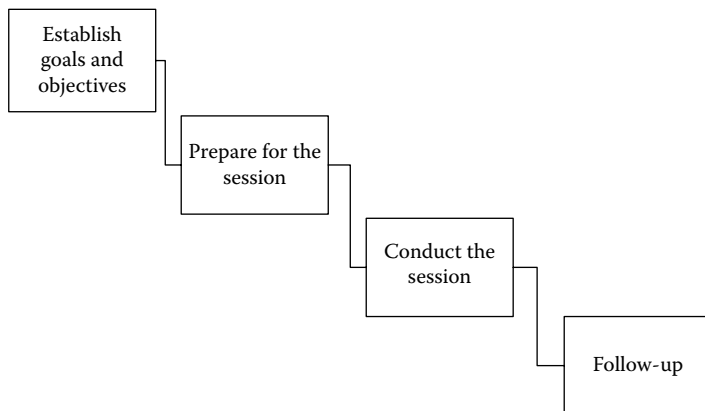 Establish
goals and
objectives
Prepare for the
session
Conduct the
session
Follow-up